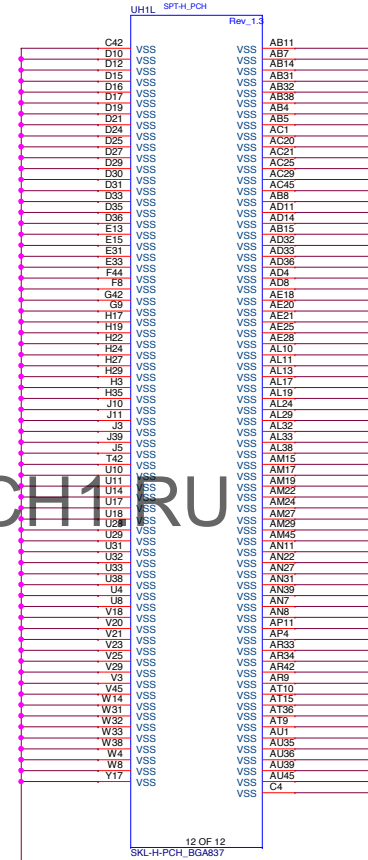 UH1L SPT-H_PCH
Rev_1.3
C42 VSS VSS AB11
D10 VSS VSS AB7
D12 VSS VSS AB14
D15 VSS VSS AB31
D16 VSS VSS AB32
D17 VSS VSS AB38
D19 VSS VSS AB4
D21 VSS VSS AB5
D24 VSS VSS AC1
D25 VSS VSS AC20
D27 VSS VSS AC21
D29 VSS VSS AC25
D30 VSS VSS AC29
D31 VSS VSS AC45
D33 VSS VSS AB8
D35 VSS VSS AD11
D36 VSS VSS AD14
E13 VSS VSS AB15
E15 VSS VSS AD32
E31 VSS VSS AD33
E33 VSS VSS AD36
F44 VSS VSS AD4
F8 VSS VSS AD8
G42 VSS VSS AE18
G9 VSS VSS AE20
H17 VSS VSS AE21
H19 VSS VSS AE25
H22 VSS VSS AE28
H24 VSS VSS AL10
H27 VSS VSS AL11
H29 VSS VSS AL13
H3 VSS VSS AL17
H35 VSS VSS AL19
J10 VSS VSS AL24
J11 VSS VSS AL29
J3 VSS VSS AL32
J39 VSS VSS AL33
J5 VSS VSS AL38
T42 VSS VSS AM15
U10 VSS VSS AM17
U11 VSS VSS AM19
U14 VSS VSS AM22
U17 VSS VSS AM24
U18 VSS VSS AM27
U28 VSS VSS AM29
U29 VSS VSS AM45
U31 VSS VSS AN11
U32 VSS VSS AN22
U33 VSS VSS AN27
U38 VSS VSS AN31
U4 VSS VSS AN39
U8 VSS VSS AN7
V18 VSS VSS AN8
V20 VSS VSS AP11
V21 VSS VSS AP4
V23 VSS VSS AR33
V25 VSS VSS AR34
V29 VSS VSS AR42
V3 VSS VSS AR9
V45 VSS VSS AT10
W14 VSS VSS AT15
W31 VSS VSS AT36
W32 VSS VSS AT9
W33 VSS VSS AU1
W38 VSS VSS AU35
W4 VSS VSS AU36
W8 VSS VSS AU39
Y17 VSS VSS AU45
VSS C4
CH1.RU
12 OF 12
SKL-H-PCH_BGA837